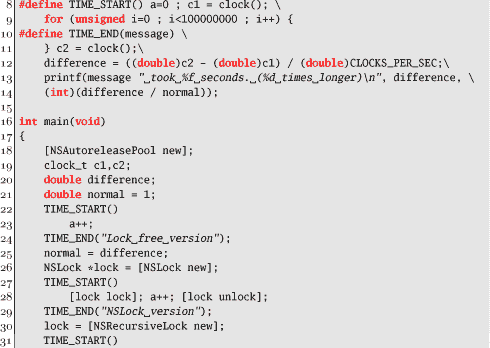 8 #define TIME_START() a=0 ; c1 = clock(); \
9 for (unsigned i=0 ; i<100000000 ; i++) {
10 #define TIME_END(message) \
11 } c2 = clock();\
12 difference = ((double)c2 - (double)c1) / (double)CLOCKS_PER_SEC;\
13 printf(message "␣took␣%f␣seconds.␣(%d␣times␣longer)\n", difference, \
14 (int)(difference / normal));
15
16 int main(void)
17 {
18 [NSAutoreleasePool new];
19 clock_t c1,c2;
20 double difference;
21 double normal = 1;
22 TIME_START()
23 a++;
24 TIME_END("Lock␣free␣version");
25 normal = difference;
26 NSLock *lock = [NSLock new];
27 TIME_START()
28 [lock lock]; a++; [lock unlock];
29 TIME_END("NSLock␣version");
30 lock = [NSRecursiveLock new];
31 TIME_START()